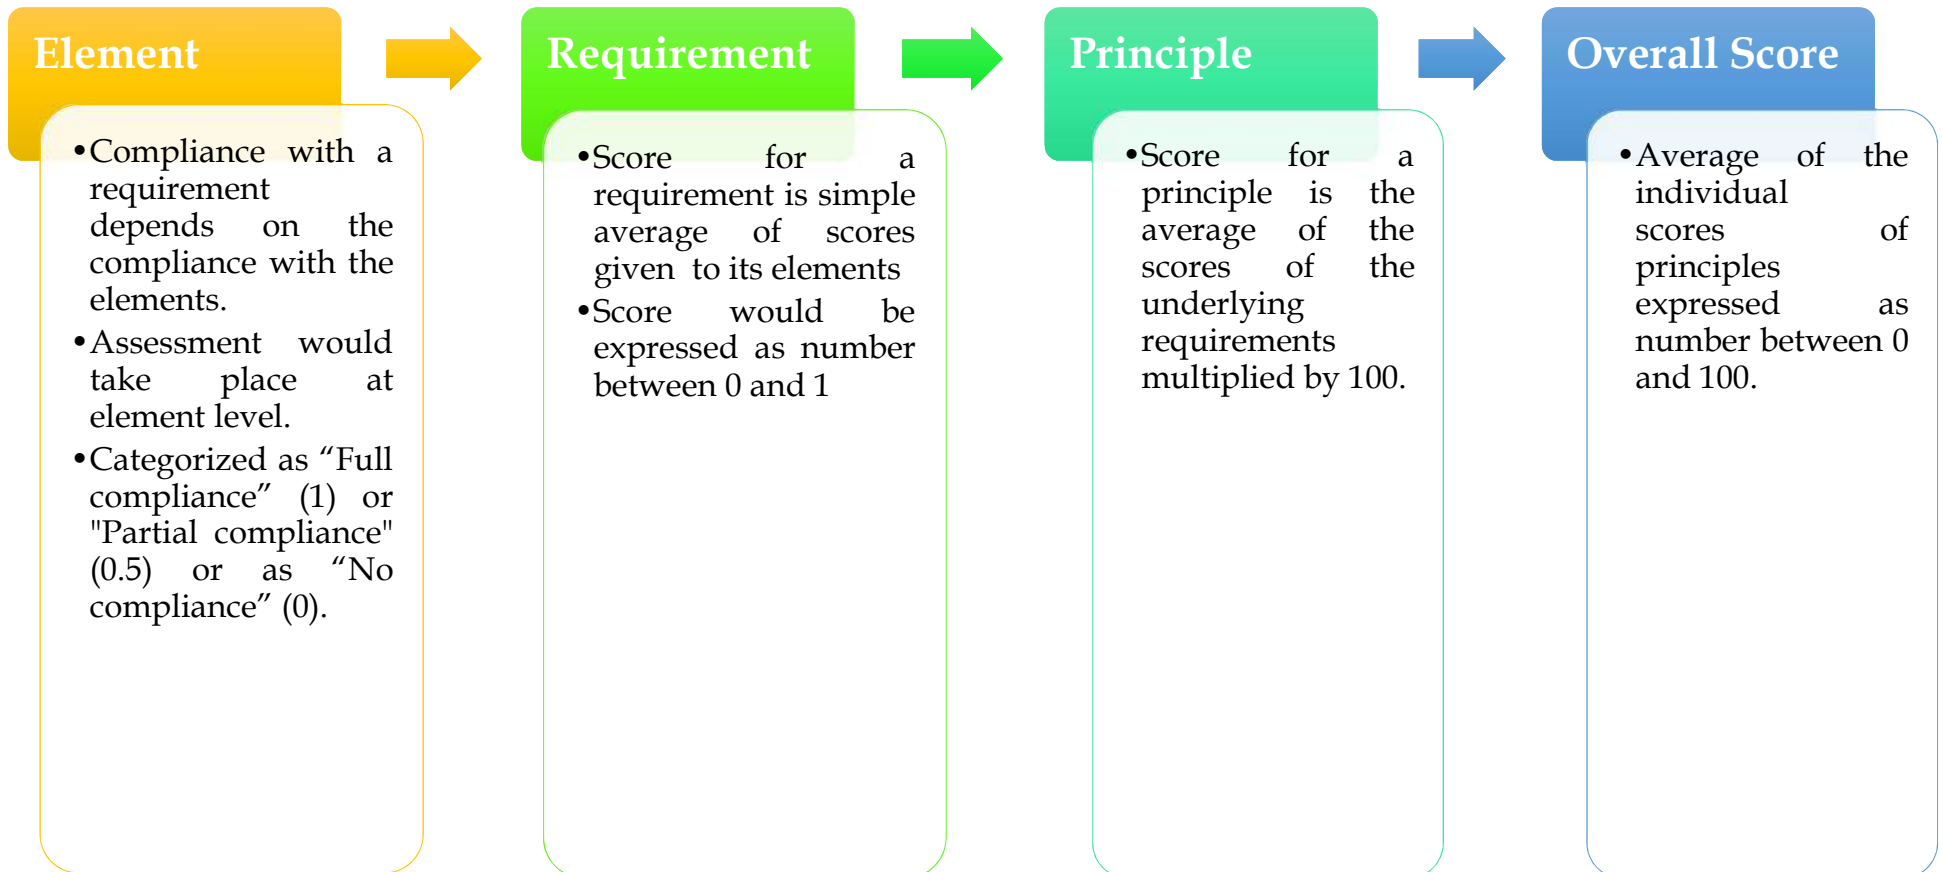 Element
•Compliance with a
requirement
depends on the
compliance with the
elements.
•Assessment would
take place at
element level.
•Categorized as “Full
compliance” (1) or
"Partial compliance"
(0.5) or as “No
compliance” (0).
Requirement
•Score for a
requirement is simple
average of scores
given to its elements
•Score would be
expressed as number
between 0 and 1
Principle
•Score for a
principle is the
average of the
scores of the
underlying
requirements
multiplied by 100.
Overall Score
•Average of the
individual
scores of
principles
expressed as
number between 0
and 100.